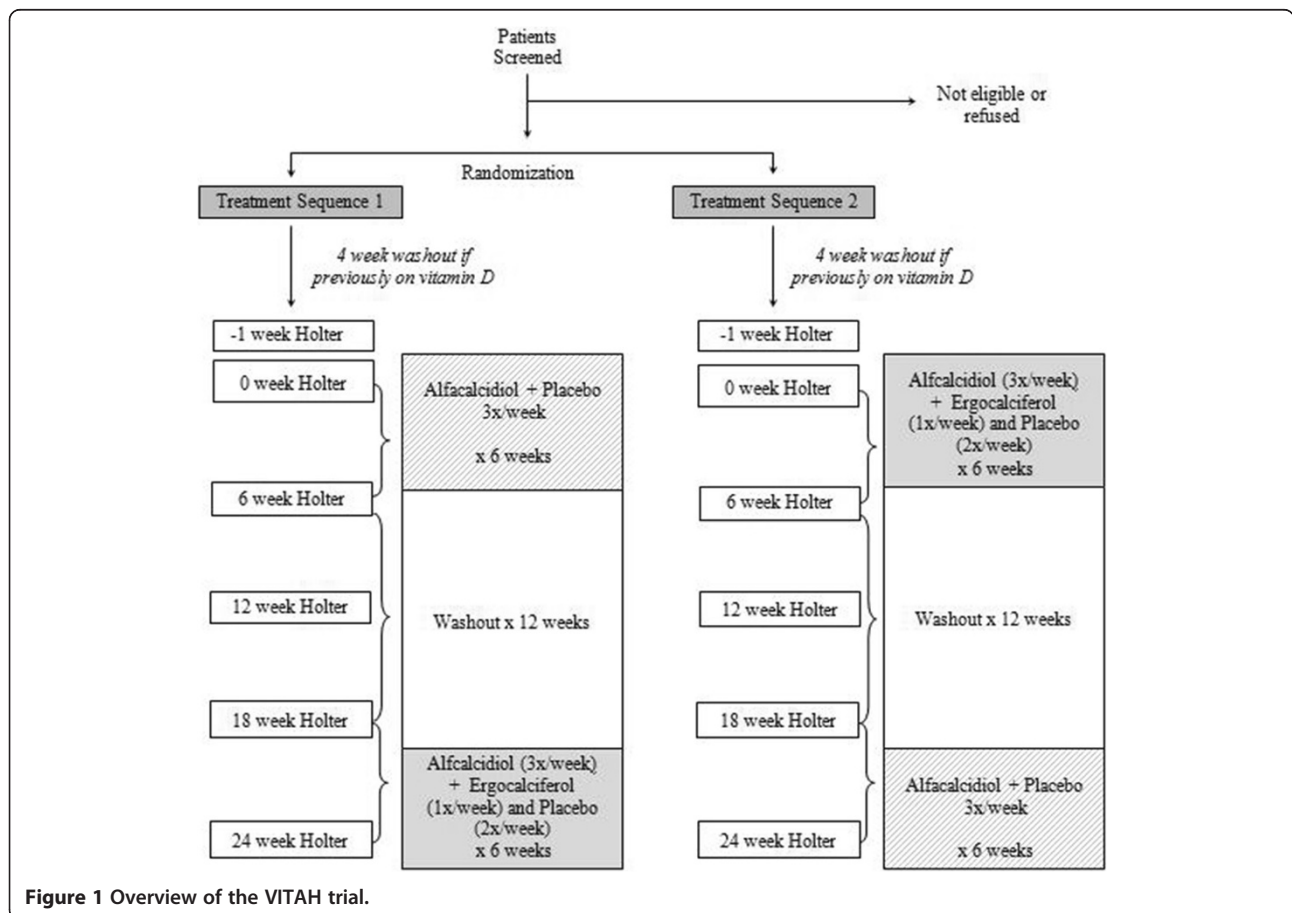 Patients
Screened
Not eligible or
refused
Randomization
Treatment Sequence 1
4 week washout if
previously on vitamin D
-1 week Holter
0 week Holter
6 week Holter
12 week Holter
18 week Holter
24 week Holter
Alfacalcidiol + Placebo
3x/week
x 6 weeks
Washout x 12 weeks
Alfcalcidiol (3x/week)
+ Ergocalciferol
(1x/week) and Placebo
(2x/week)
x 6 weeks
Treatment Sequence 2
4 week washout if
previously on vitamin D
-1 week Holter
0 week Holter
6 week Holter
12 week Holter
18 week Holter
24 week Holter
Alfcalcidiol (3x/week)
+ Ergocalciferol
(1x/week) and Placebo
(2x/week)
x 6 weeks
Washout x 12 weeks
Alfacalcidiol + Placebo
3x/week
x 6 weeks
Figure 1 Overview of the VITAH trial.